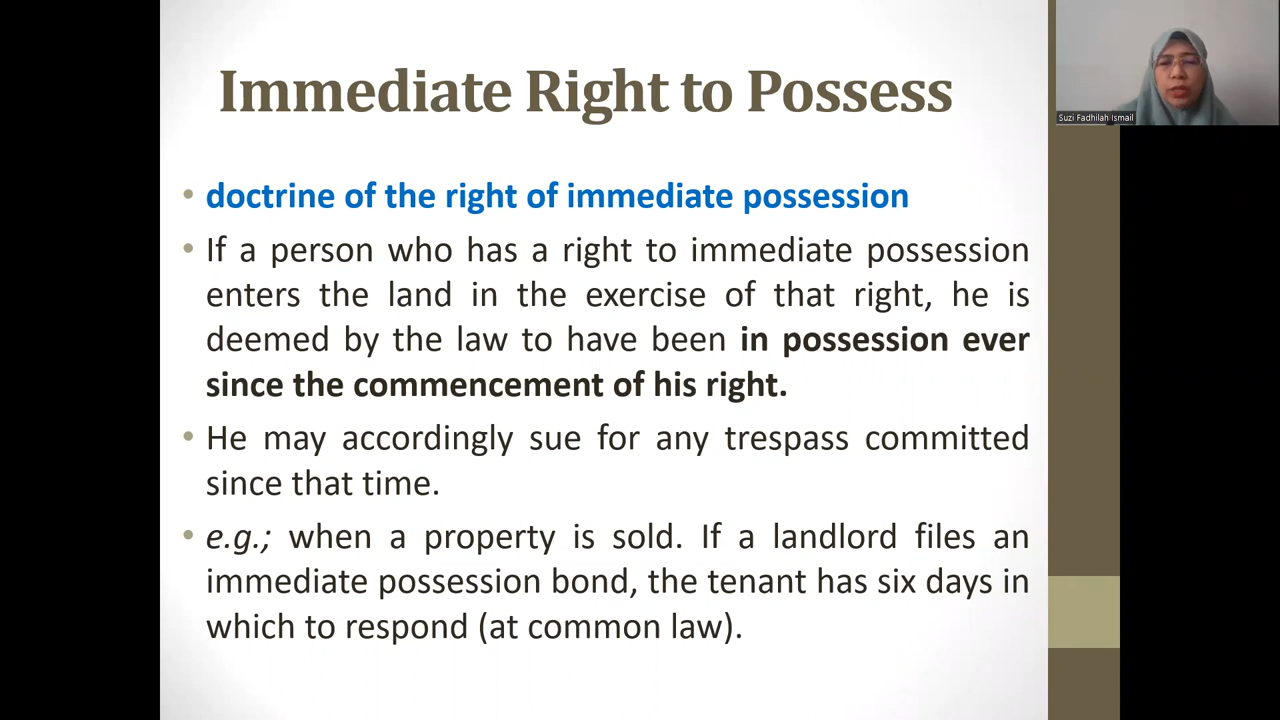 Immediate Right to Possess
Suzi Fadhilah Ismail
• doctrine of the right of immediate possession
• If a person who has a right to immediate possession
enters the land in the exercise of that right, he is
deemed by the law to have been in possession ever
since the commencement of his right.
• He may accordingly sue for any trespass committed
since that time.
• e.g.; when a property is sold. If a landlord files an
immediate possession bond, the tenant has six days in
which to respond (at common law).